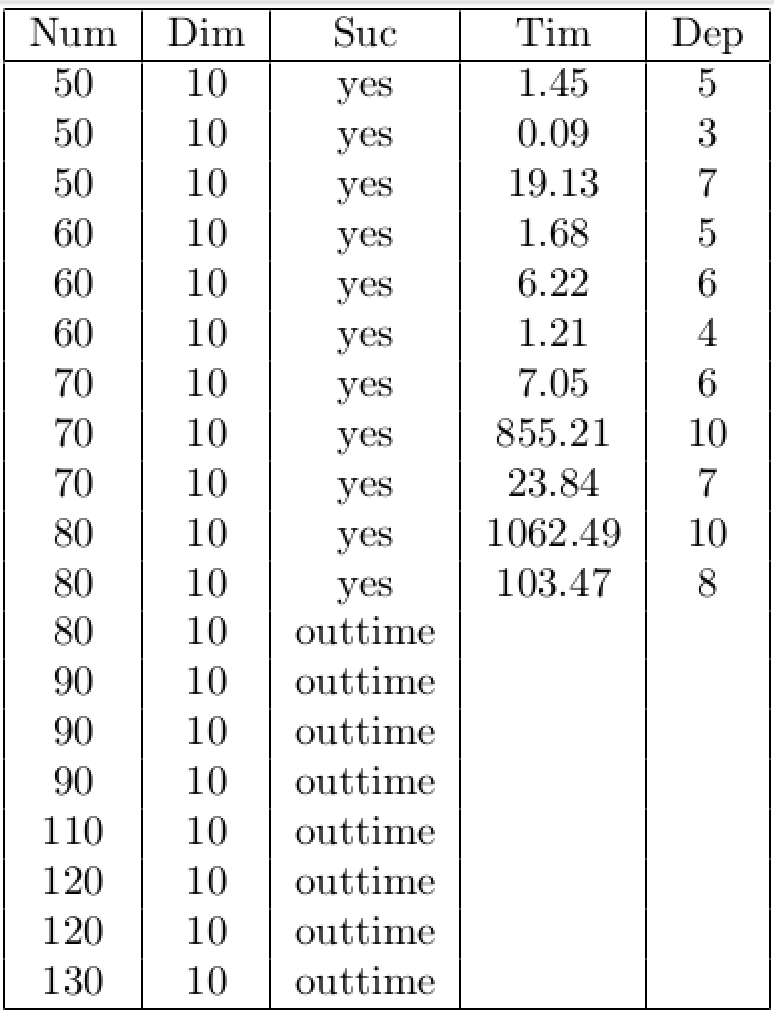 Num Dim Suc Tim Dep
50 10 yes 1.45 5
50 10 yes 0.09 3
50 10 yes 19.13 7
60 10 yes 1.68 5
60 10 yes 6.22 6
60 10 yes 1.21 4
70 10 yes 7.05 6
70 10 yes 855.21 10
70 10 yes 23.84 7
80 10 yes 1062.49 10
80 10 yes 103.47 8
80 10 outtime
90 10 outtime
90 10 outtime
90 10 outtime
110 10 outtime
120 10 outtime
120 10 outtime
130 10 outtime